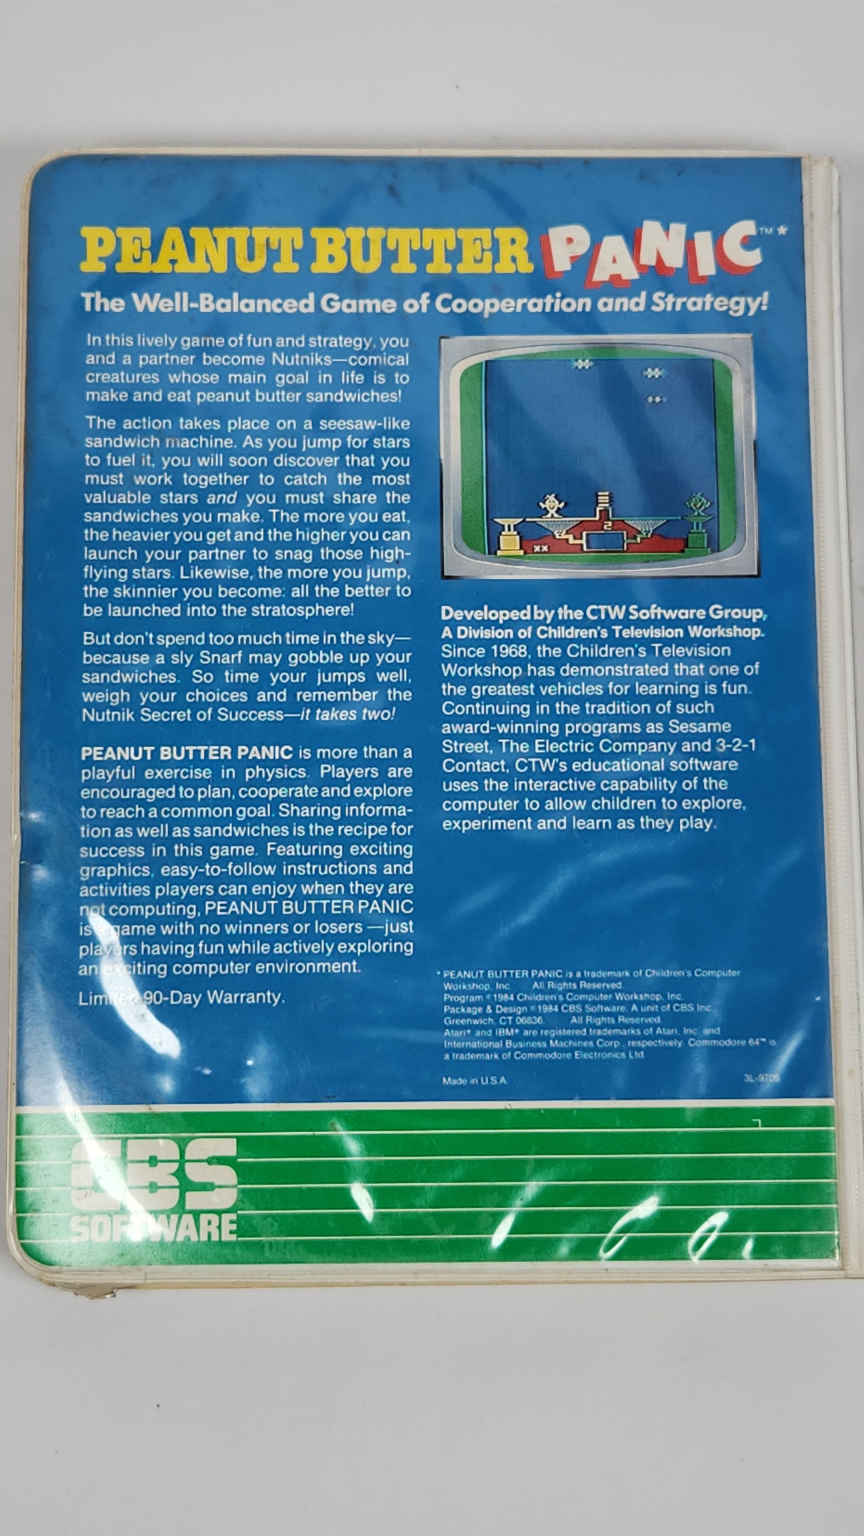 PEANUT BUTTER PANIC™*
The Well-Balanced Game of Cooperation and Strategy!
In this lively game of fun and strategy, you
and a partner become Nutniks—comical
creatures whose main goal in life is to
make and eat peanut butter sandwiches!
The action takes place on a seesaw-like
sandwich machine. As you jump for stars
to fuel it, you will soon discover that you
must work together to catch the most
valuable stars and you must share the
sandwiches you make. The more you eat,
the heavier you get and the higher you can
launch your partner to snag those high-
flying stars. Likewise, the more you jump,
the skinnier you become: all the better to
be launched into the stratosphere!
But don't spend too much time in the sky—
because a sly Snarf may gobble up your
sandwiches. So time your jumps well,
weigh your choices and remember the
Nutnik Secret of Success—it takes two!
PEANUT BUTTER PANIC is more than a
playful exercise in physics. Players are
encouraged to plan, cooperate and explore
to reach a common goal. Sharing informa-
tion as well as sandwiches is the recipe for
success in this game. Featuring exciting
graphics, easy-to-follow instructions and
activities players can enjoy when they are
not computing, PEANUT BUTTER PANIC
is a game with no winners or losers—just
players having fun while actively exploring
an exciting computer environment.
Limited 90-Day Warranty.
2
XX
Developed by the CTW Software Group,
A Division of Children's Television Workshop.
Since 1968, the Children's Television
Workshop has demonstrated that one of
the greatest vehicles for learning is fun.
Continuing in the tradition of such
award-winning programs as Sesame
Street, The Electric Company and 3-2-1
Contact, CTW's educational software
uses the interactive capability of the
computer to allow children to explore,
experiment and learn as they play.
* PEANUT BUTTER PANIC is a trademark of Children's Computer
Workshop, Inc. All Rights Reserved.
Program ©1984 Children's Computer Workshop, Inc.
Package & Design ©1984 CBS Software. A unit of CBS Inc.
Greenwich, CT 06836. All Rights Reserved.
Atari® and IBM® are registered trademarks of Atari, Inc. and
International Business Machines Corp., respectively. Commodore 64™ is
a trademark of Commodore Electronics Ltd.
Made in U.S.A. 3L-9705
CBS
SOFTWARE